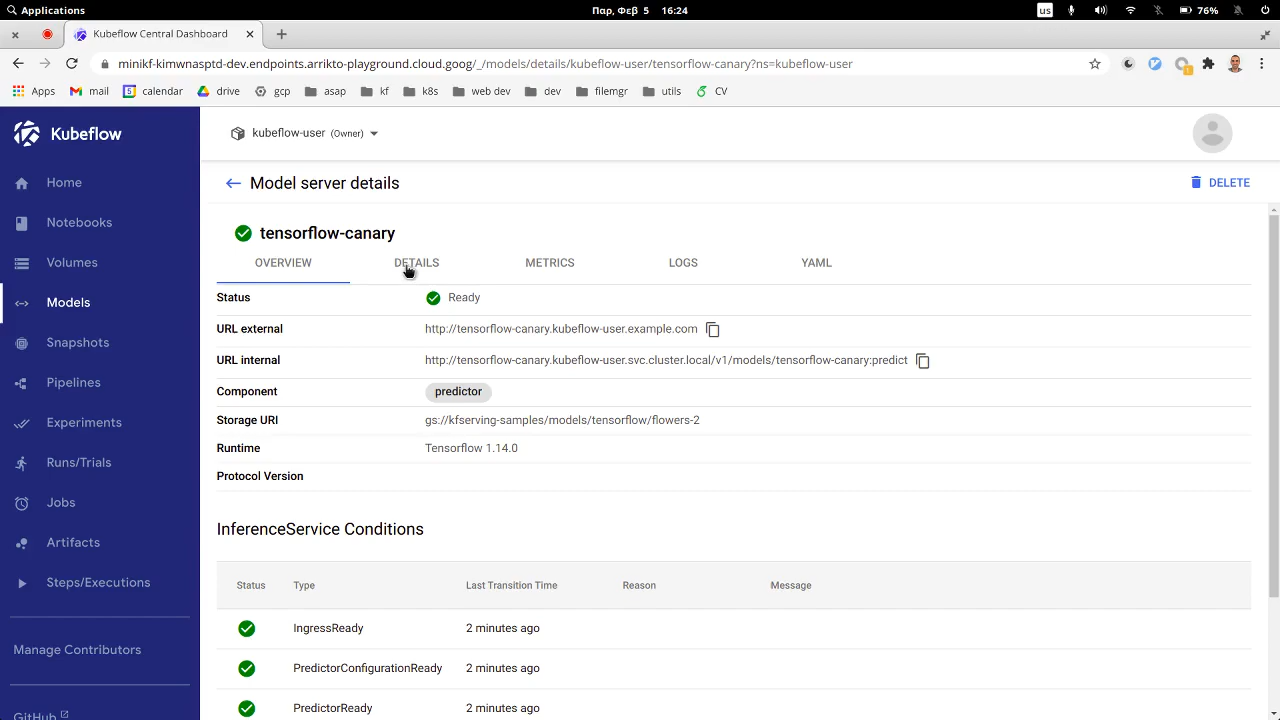 Applications
Παρ, Φεβ 5 16:24
us
76%
Kubeflow Central Dashboard
minikf-kimwnasptd-dev.endpoints.arrikto-playground.cloud.goog/_/models/details/kubeflow-user/tensorflow-canary?ns=kubeflow-user
Apps mail calendar drive gcp asap kf k8s web dev dev filemgr utils CV
Kubeflow
kubeflow-user (Owner)
Home
Notebooks
Volumes
Models
Snapshots
Pipelines
Experiments
Runs/Trials
Jobs
Artifacts
Steps/Executions
Manage Contributors
GitHub
Model server details
DELETE
tensorflow-canary
OVERVIEW DETAILS METRICS LOGS YAML
Status Ready
URL external http://tensorflow-canary.kubeflow-user.example.com
URL internal http://tensorflow-canary.kubeflow-user.svc.cluster.local/v1/models/tensorflow-canary:predict
Component predictor
Storage URI gs://kfserving-samples/models/tensorflow/flowers-2
Runtime Tensorflow 1.14.0
Protocol Version
InferenceService Conditions
Status Type Last Transition Time Reason Message
IngressReady 2 minutes ago
PredictorConfigurationReady 2 minutes ago
PredictorReady 2 minutes ago